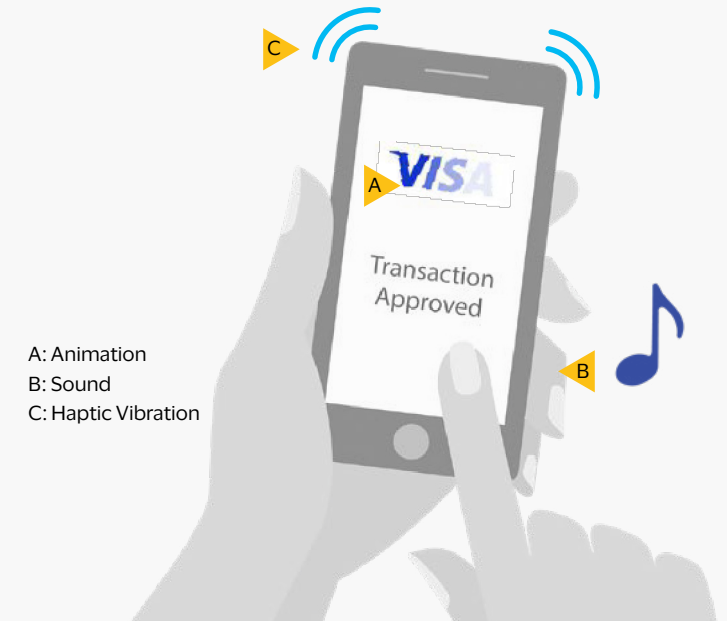 C
VISA
A
Transaction
Approved
B
A: Animation
B: Sound
C: Haptic Vibration